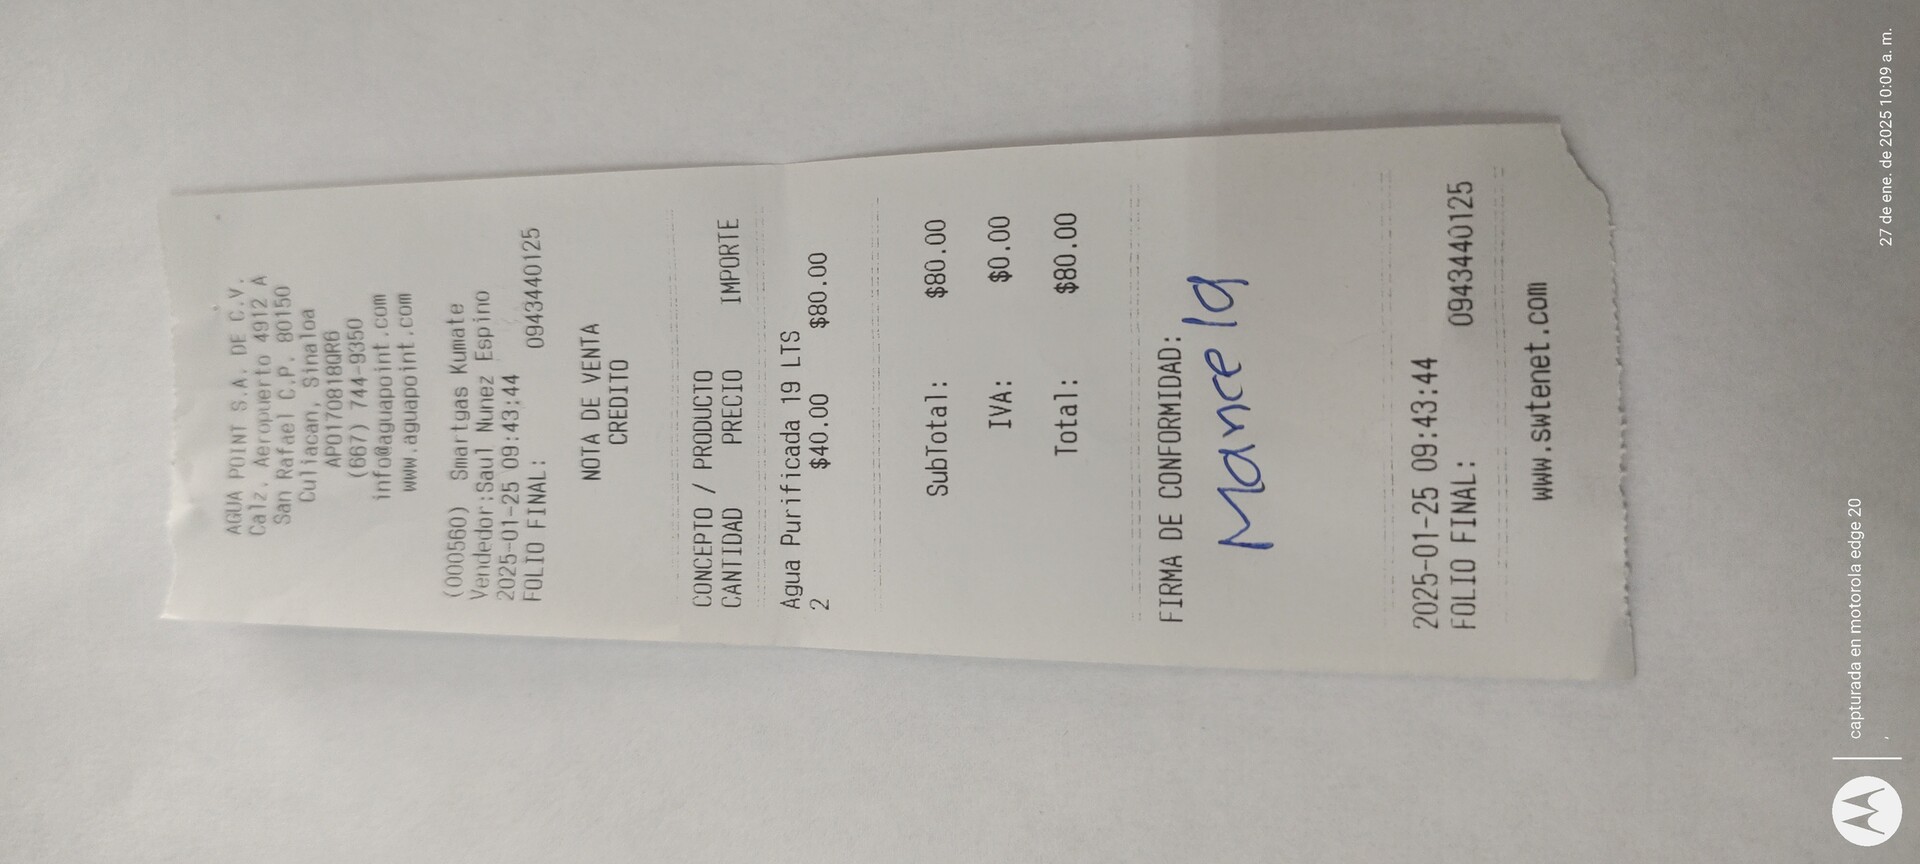 AGUA POINT S.A. DE C.V.
Calz. Aeropuerto 4912 A
San Rafael C.P. 80150
Culiacan, Sinaloa
APO170818QR6
(667) 744-9350
info@aguapoint.com
www.aguapoint.com
(000560) Smartgas Kumate
Vendedor:Saul Nunez Espino
2025-01-25 09:43:44
FOLIO FINAL: 0943440125
NOTA DE VENTA
CREDITO
CONCEPTO / PRODUCTO
CANTIDAD PRECIO IMPORTE
Agua Purificada 19 LTS
2 $40.00 $80.00
SubTotal: $80.00
IVA: $0.00
Total: $80.00
FIRMA DE CONFORMIDAD:
Marcela
2025-01-25 09:43:44
FOLIO FINAL: 0943440125
www.swtenet.com
capturada en motorola edge 20
,
27 de ene. de 2025 10:09 a. m.